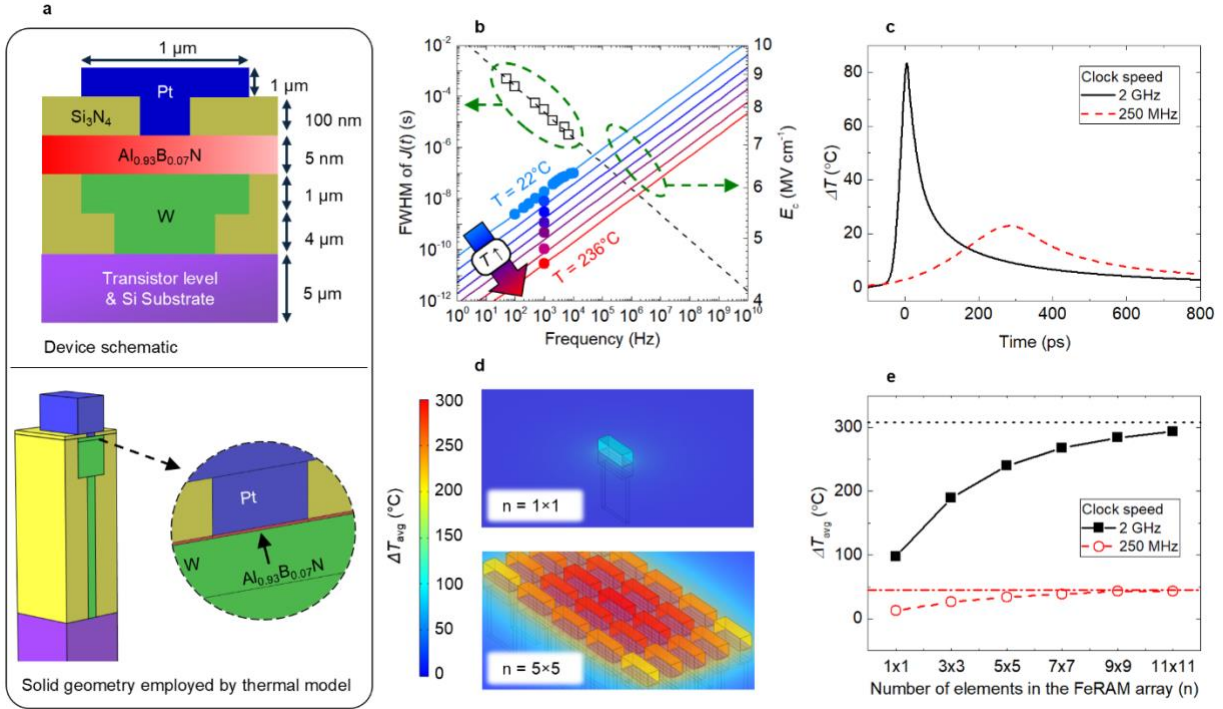 a
1 µm
Pt
1 µm
Si₃N₄
100 nm
Al₀.₉₃B₀.₀₇N
5 nm
1 µm
W
4 µm
Transistor level
& Si Substrate
5 µm
Device schematic
Pt
W
Al₀.₉₃B₀.₀₇N
Solid geometry employed by thermal model
b
FWHM of J(t) (s)
10⁻²
10⁻⁴
10⁻⁶
10⁻⁸
10⁻¹⁰
10⁻¹²
T = 22°C
T↑
T = 236°C
10
9
8
7
6
5
4
E꜀ (MV cm⁻¹)
10⁰ 10¹ 10² 10³ 10⁴ 10⁵ 10⁶ 10⁷ 10⁸ 10⁹ 10¹⁰
Frequency (Hz)
c
ΔT (°C)
80
60
40
20
0
Clock speed
2 GHz
250 MHz
0 200 400 600 800
Time (ps)
d
ΔTavg (°C)
300
250
200
150
100
50
0
n = 1×1
n = 5×5
e
ΔTavg (°C)
300
200
100
0
Clock speed
2 GHz
250 MHz
1x1 3x3 5x5 7x7 9x9 11x11
Number of elements in the FeRAM array (n)